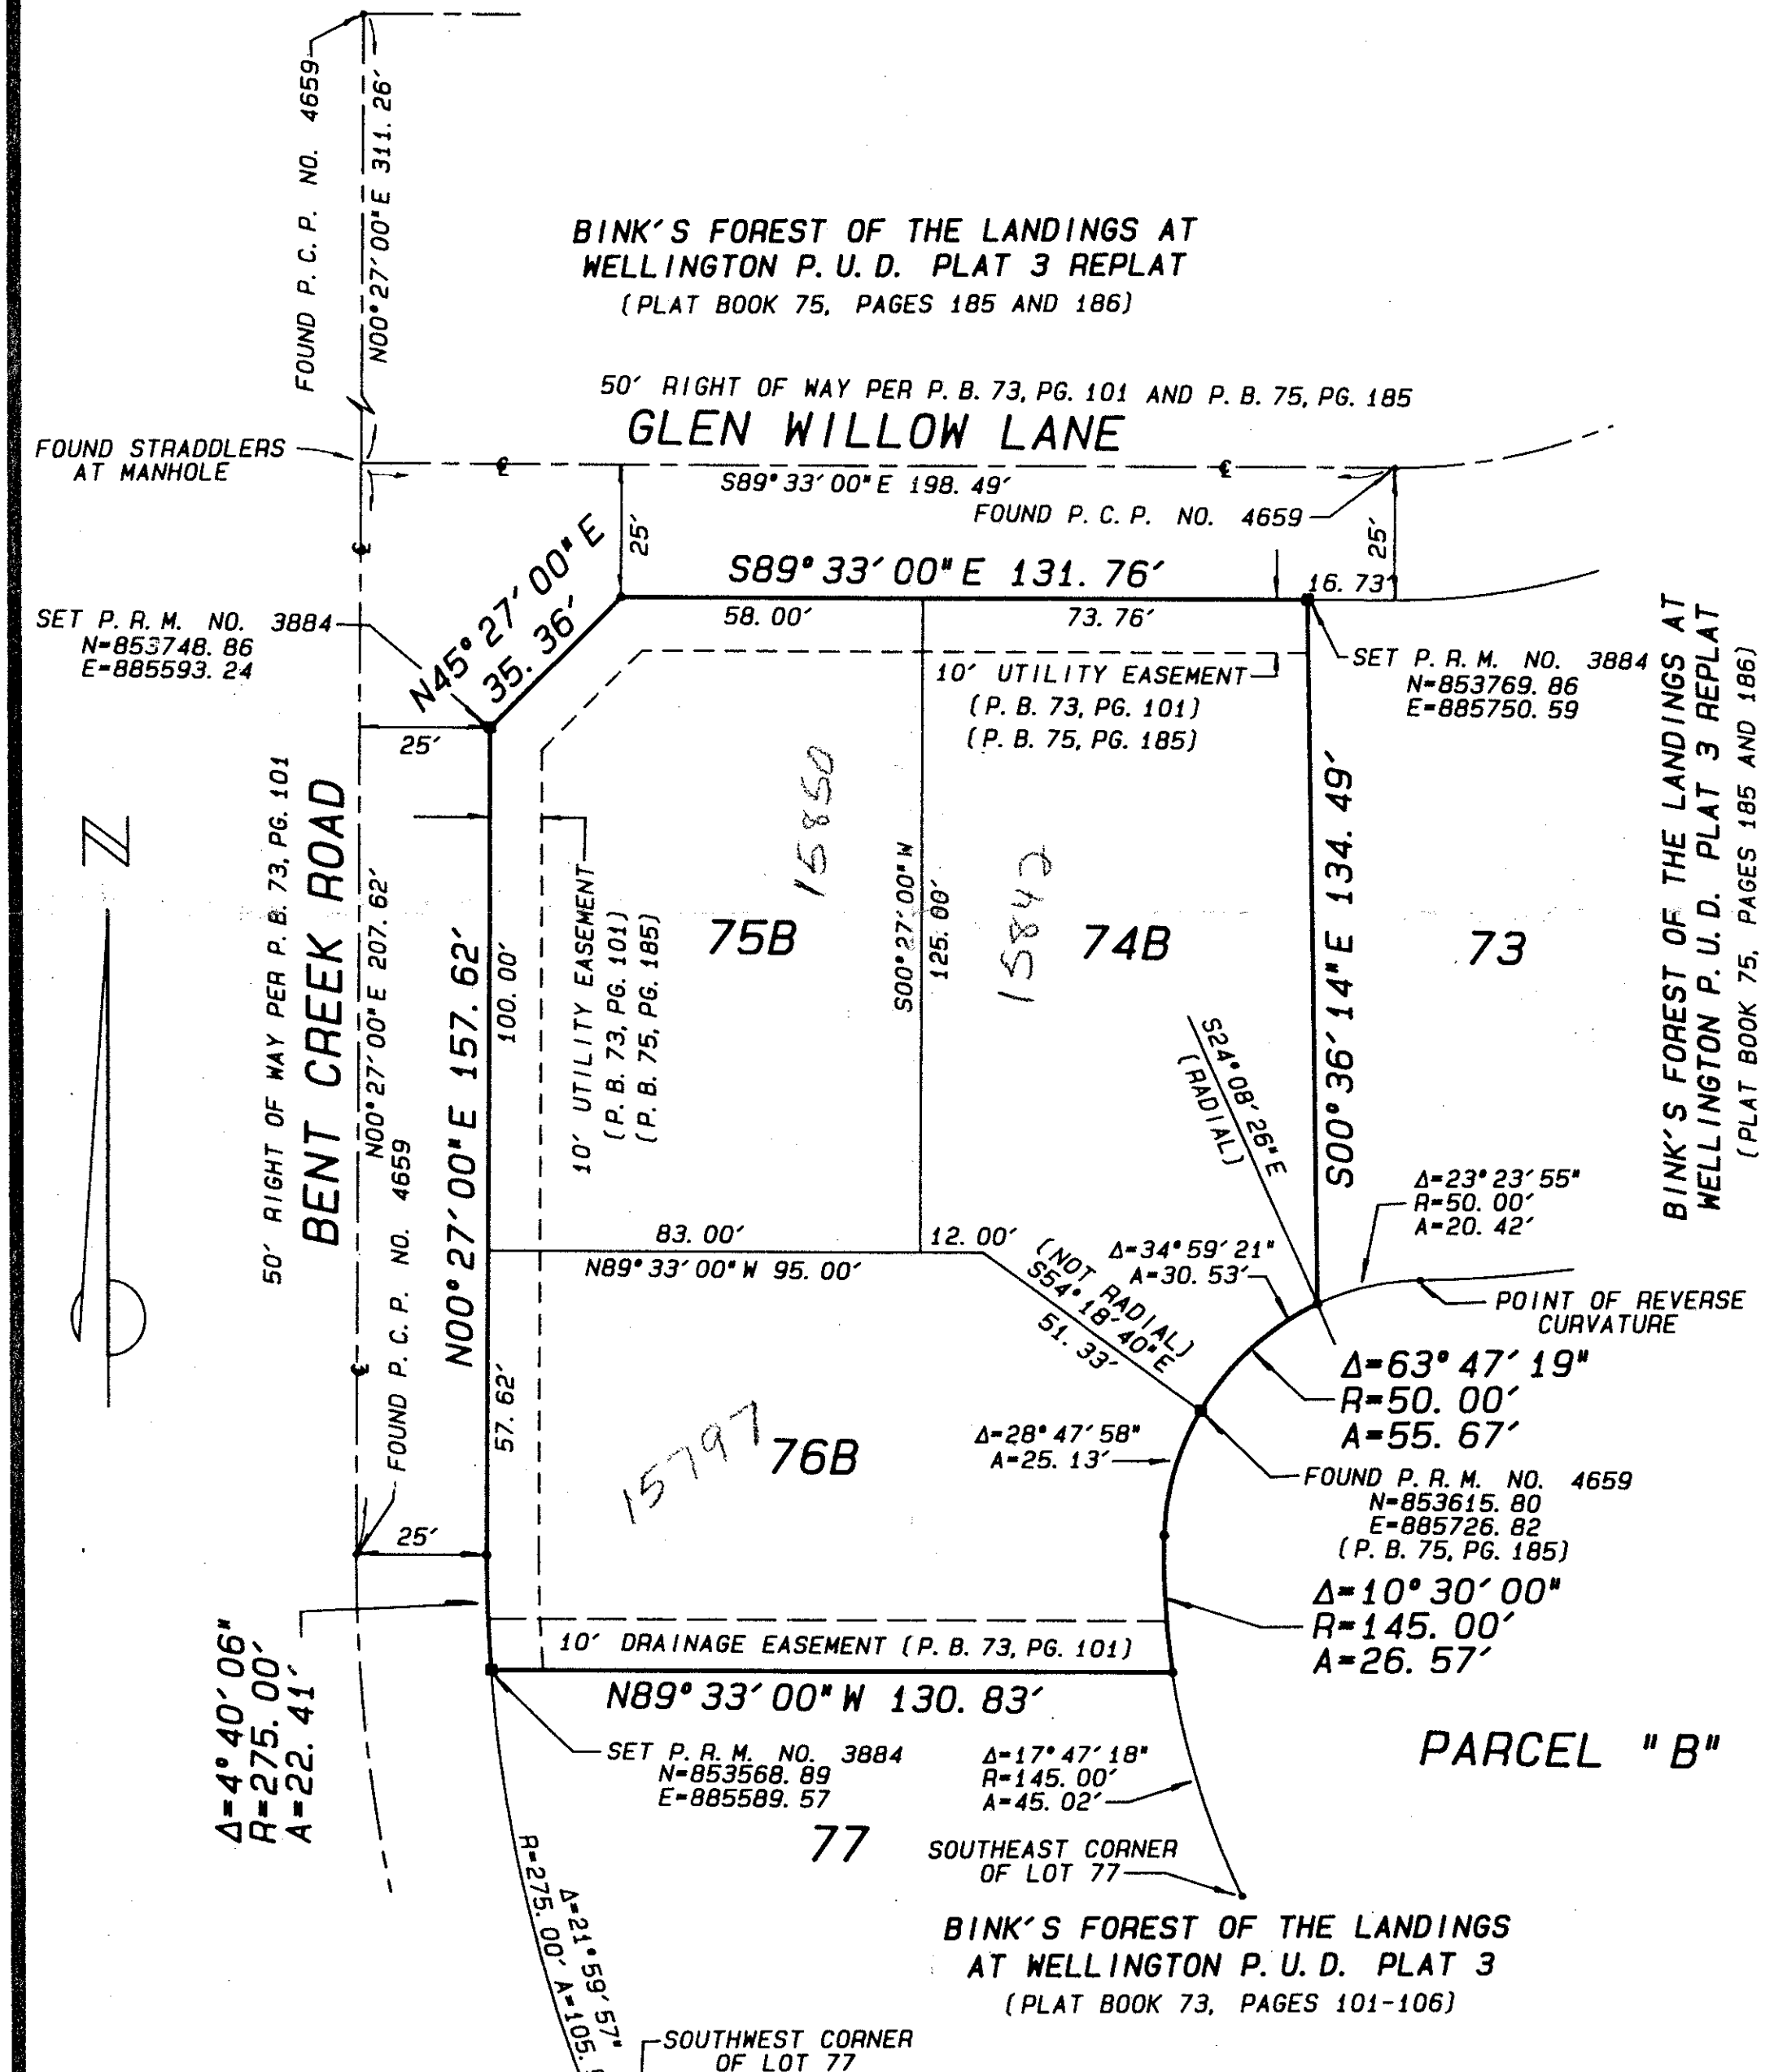 FOUND P. C. P. NO. 4659
N00°27'00"E 311. 26'
BINK'S FOREST OF THE LANDINGS AT
WELLINGTON P. U. D. PLAT 3 REPLAT
(PLAT BOOK 75, PAGES 185 AND 186)
50' RIGHT OF WAY PER P. B. 73, PG. 101 AND P. B. 75, PG. 185
GLEN WILLOW LANE
FOUND STRADDLERS
AT MANHOLE
S89°33'00"E 198. 49'
FOUND P. C. P. NO. 4659
25'
25'
S89°33'00"E 131. 76'
16. 73'
N45°27'00"E
35. 36'
58.00'
73.76'
SET P. R. M. NO. 3884
N=853748. 86
E=885593. 24
SET P. R. M. NO. 3884
N=853769. 86
E=885750. 59
10' UTILITY EASEMENT
(P. B. 73, PG. 101)
(P. B. 75, PG. 185)
25'
BINK'S FOREST OF THE LANDINGS AT
WELLINGTON P. U. D. PLAT 3 REPLAT
(PLAT BOOK 75, PAGES 185 AND 186)
N
50' RIGHT OF WAY PER P. B. 73, PG. 101
BENT CREEK ROAD
N00°27'00"E 207. 62'
FOUND P. C. P. NO. 4659
N00°27'00"E 157. 62'
100. 00'
57. 62'
10' UTILITY EASEMENT
(P. B. 73, PG. 101)
(P. B. 75, PG. 185)
15850
75B
S00°27'00"W
125. 00'
15842
74B
S00°36'14"E 134. 49'
73
S24°08'26"E
(RADIAL)
Δ=23°23'55"
R=50. 00'
A=20. 42'
83. 00'
12. 00'
N89°33'00"W 95. 00'
(NOT RADIAL)
S54°18'40"E
51. 33'
Δ=34°59'21"
A=30. 53'
POINT OF REVERSE
CURVATURE
Δ=63°47'19"
R=50. 00'
A=55. 67'
15797
76B
Δ=28°47'58"
A=25. 13'
FOUND P. R. M. NO. 4659
N=853615. 80
E=885726. 82
(P. B. 75, PG. 185)
25'
Δ=10°30'00"
R=145. 00'
A=26. 57'
10' DRAINAGE EASEMENT (P. B. 73, PG. 101)
N89°33'00"W 130. 83'
Δ=4°40'06"
R=275. 00'
A=22. 41'
SET P. R. M. NO. 3884
N=853568. 89
E=885589. 57
Δ=17°47'18"
R=145. 00'
A=45. 02'
PARCEL "B"
77
SOUTHEAST CORNER
OF LOT 77
Δ=21°59'57"
R=275. 00' A=105.
BINK'S FOREST OF THE LANDINGS
AT WELLINGTON P. U. D. PLAT 3
(PLAT BOOK 73, PAGES 101-106)
SOUTHWEST CORNER
OF LOT 77